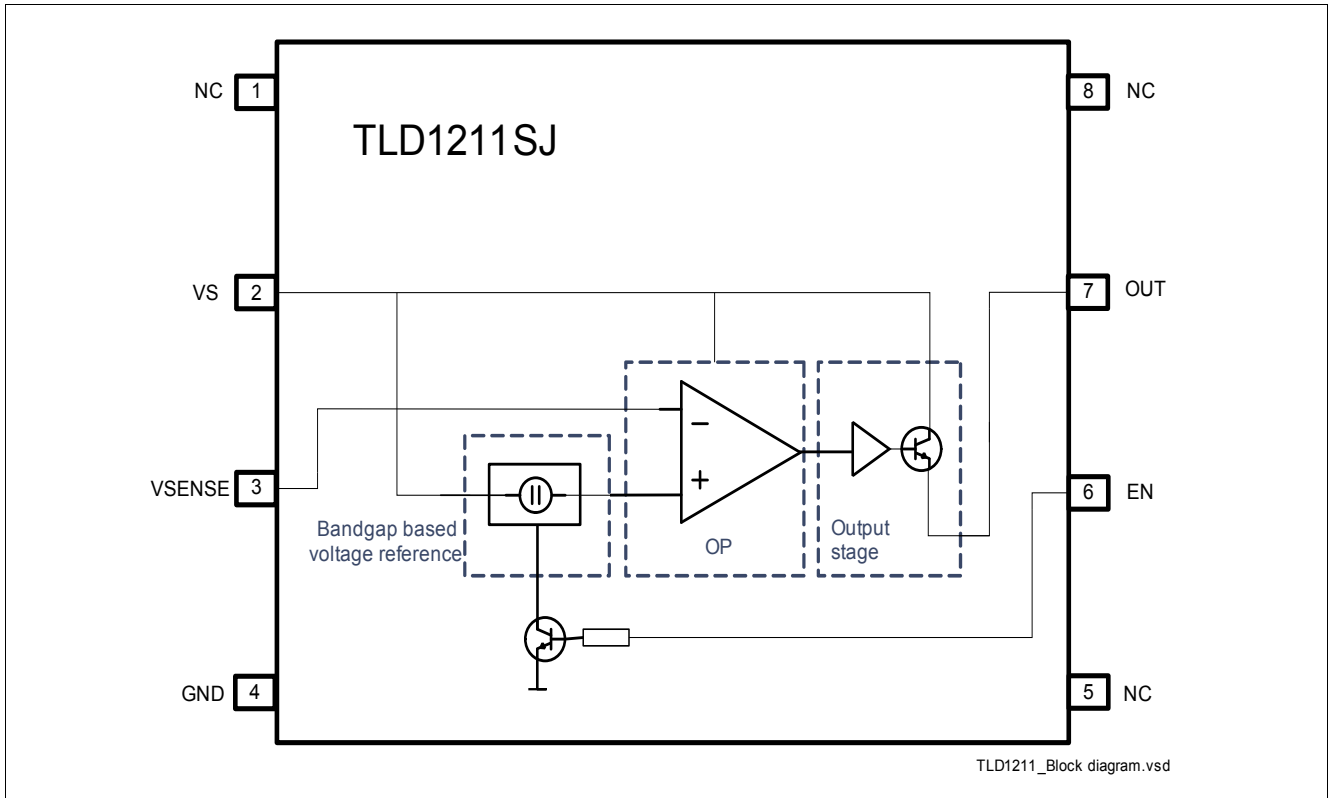 NC 1
8 NC
TLD1211SJ
VS 2
7 OUT
−
VSENSE 3
6 EN
+
Bandgap based
voltage reference
OP
Output
stage
GND 4
5 NC
TLD1211_Block diagram.vsd